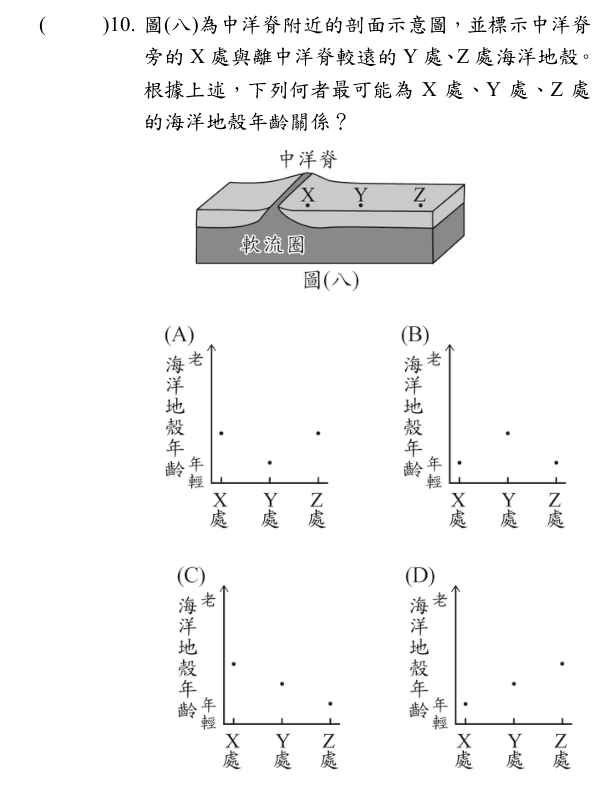 (　　)10. 圖(八)為中洋脊附近的剖面示意圖，並標示中洋脊
旁的 X 處與離中洋脊較遠的 Y 處、Z 處海洋地殼。
根據上述，下列何者最可能為 X 處、Y 處、Z 處
的海洋地殼年齡關係？
中洋脊
X Y Z
軟流圈
圖(八)
(A)
海洋地殼年齡
老
年輕
X處 Y處 Z處
(B)
海洋地殼年齡
老
年輕
X處 Y處 Z處
(C)
海洋地殼年齡
老
年輕
X處 Y處 Z處
(D)
海洋地殼年齡
老
年輕
X處 Y處 Z處